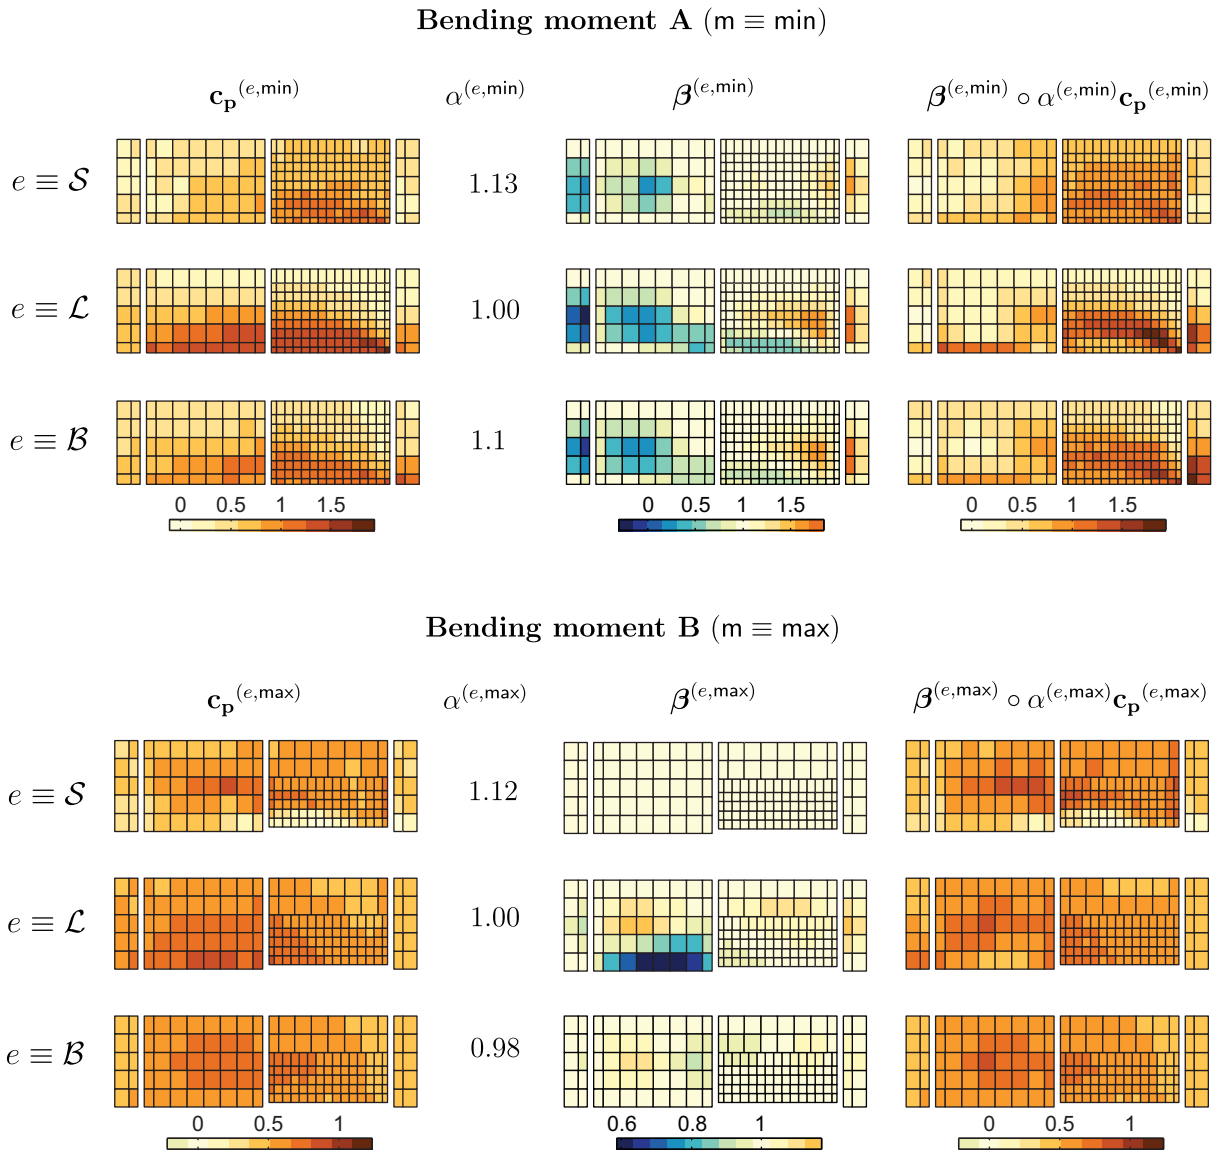 Bending moment A (m ≡ min)
c_p^(e,min) α^(e,min) β^(e,min) β^(e,min) ∘ α^(e,min) c_p^(e,min)
e ≡ 𝒮 1.13
e ≡ ℒ 1.00
e ≡ ℬ 1.1
0 0.5 1 1.5 0 0.5 1 1.5 0 0.5 1 1.5
Bending moment B (m ≡ max)
c_p^(e,max) α^(e,max) β^(e,max) β^(e,max) ∘ α^(e,max) c_p^(e,max)
e ≡ 𝒮 1.12
e ≡ ℒ 1.00
e ≡ ℬ 0.98
0 0.5 1 0.6 0.8 1 0 0.5 1